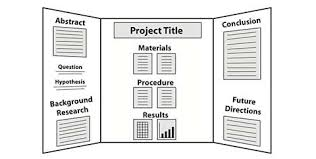 Abstract
Question
Hypothesis
Background
Research
Project Title
Materials
Procedure
Results
Conclusion
Future
Directions